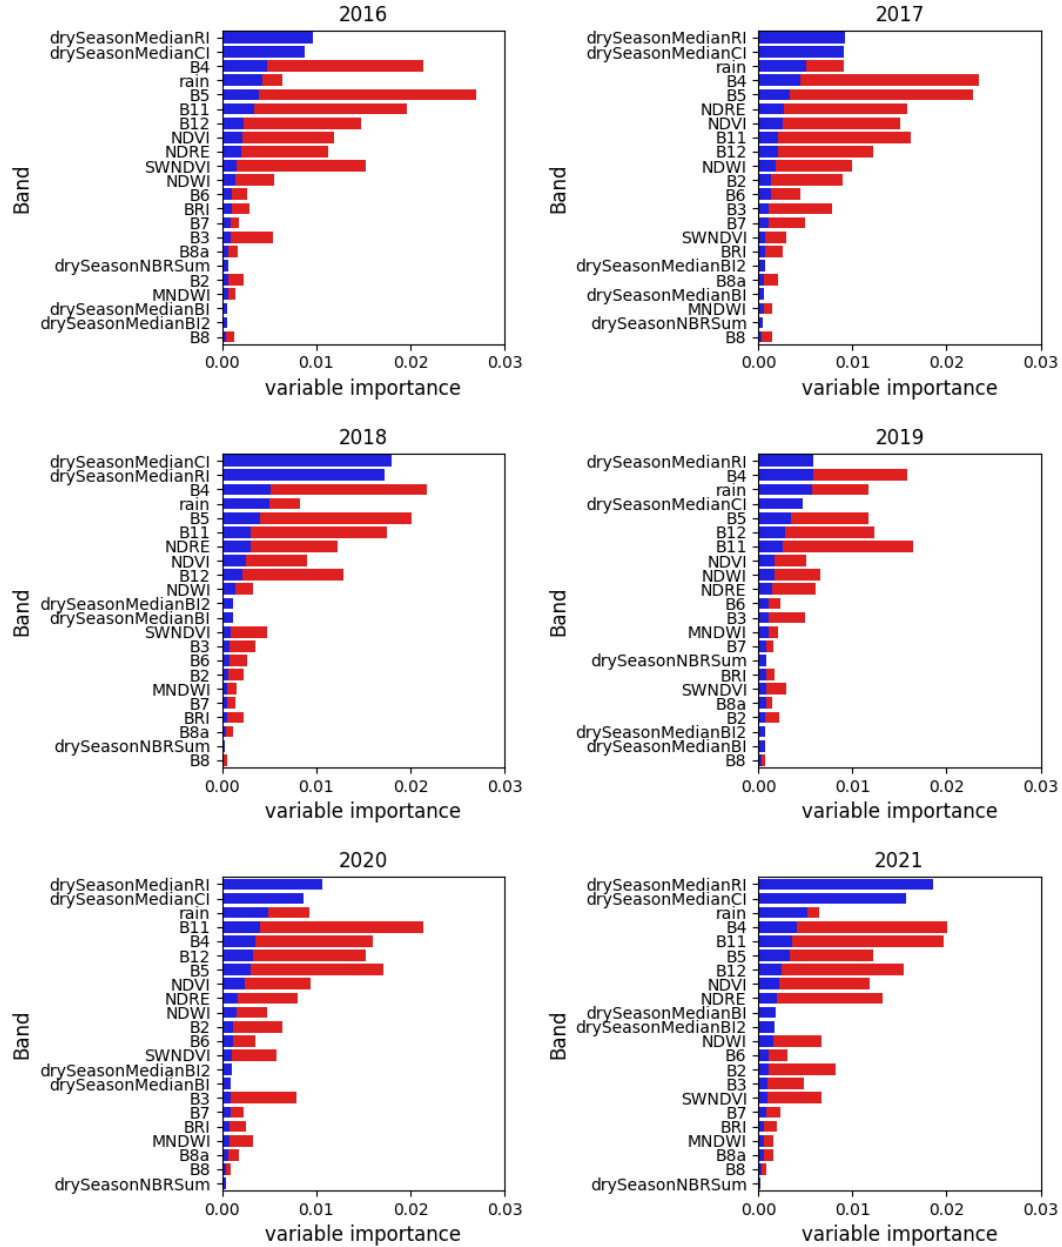 2016
drySeasonMedianRI
drySeasonMedianCI
B4
rain
B5
B11
B12
NDVI
NDRE
SWNDVI
NDWI
B6
BRI
B7
B3
B8a
drySeasonNBRSum
B2
MNDWI
drySeasonMedianBI
drySeasonMedianBI2
B8
Band
0.00 0.01 0.02 0.03
variable importance
2017
drySeasonMedianRI
drySeasonMedianCI
rain
B4
B5
NDRE
NDVI
B11
B12
NDWI
B2
B6
B3
B7
SWNDVI
BRI
drySeasonMedianBI2
B8a
drySeasonMedianBI
MNDWI
drySeasonNBRSum
B8
Band
0.00 0.01 0.02 0.03
variable importance
2018
drySeasonMedianCI
drySeasonMedianRI
B4
rain
B5
B11
NDRE
NDVI
B12
NDWI
drySeasonMedianBI2
drySeasonMedianBI
SWNDVI
B3
B6
B2
MNDWI
B7
BRI
B8a
drySeasonNBRSum
B8
Band
0.00 0.01 0.02 0.03
variable importance
2019
drySeasonMedianRI
B4
rain
drySeasonMedianCI
B5
B12
B11
NDVI
NDWI
NDRE
B6
B3
MNDWI
B7
drySeasonNBRSum
BRI
SWNDVI
B8a
B2
drySeasonMedianBI2
drySeasonMedianBI
B8
Band
0.00 0.01 0.02 0.03
variable importance
2020
drySeasonMedianRI
drySeasonMedianCI
rain
B11
B4
B12
B5
NDVI
NDRE
NDWI
B2
B6
SWNDVI
drySeasonMedianBI2
drySeasonMedianBI
B3
B7
BRI
MNDWI
B8a
B8
drySeasonNBRSum
Band
0.00 0.01 0.02 0.03
variable importance
2021
drySeasonMedianRI
drySeasonMedianCI
rain
B4
B11
B5
B12
NDVI
NDRE
drySeasonMedianBI
drySeasonMedianBI2
NDWI
B6
B2
B3
SWNDVI
B7
BRI
MNDWI
B8a
B8
drySeasonNBRSum
Band
0.00 0.01 0.02 0.03
variable importance